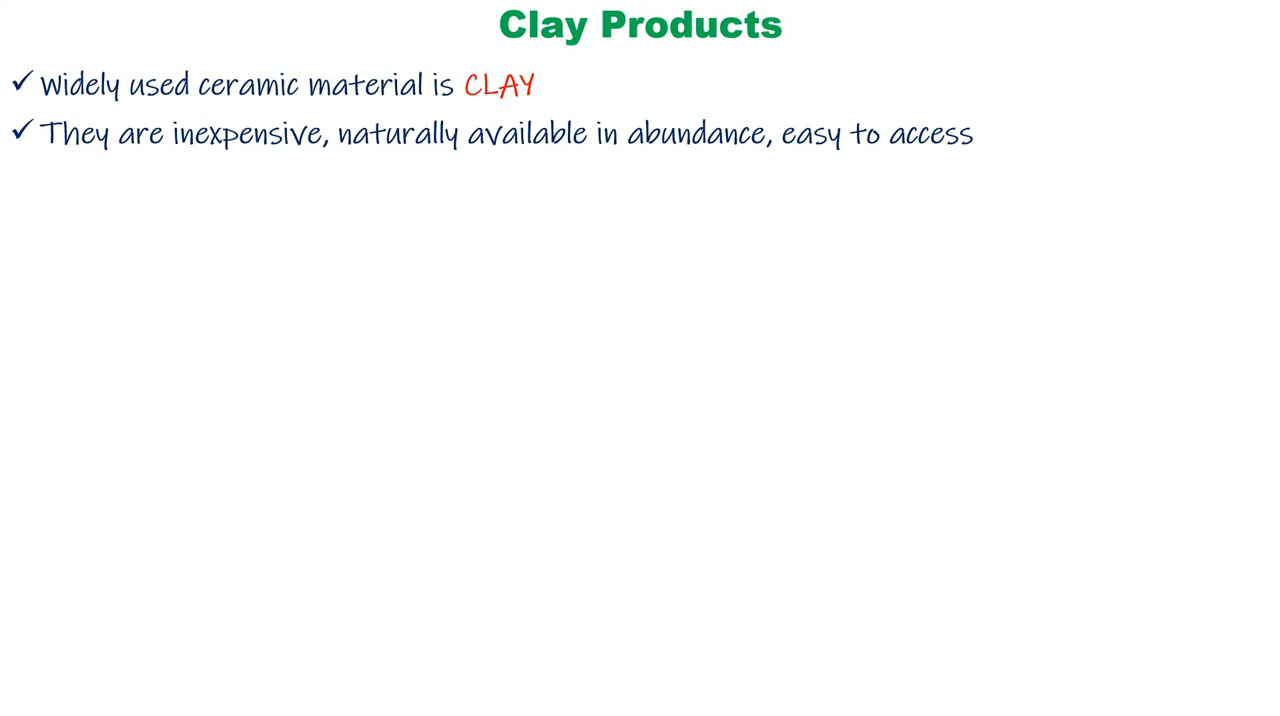 Clay Products
✓ Widely used ceramic material is CLAY
✓ They are inexpensive, naturally available in abundance, easy to access